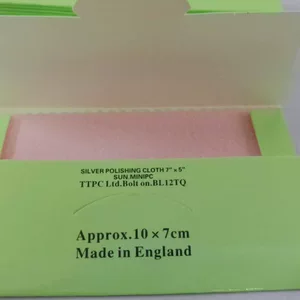 SILVER POLISHING CLOTH 7" x 5"
SUN.MINIPC
TTPC Ltd.Bolt on.BL12TQ
Approx.10×7cm
Made in England